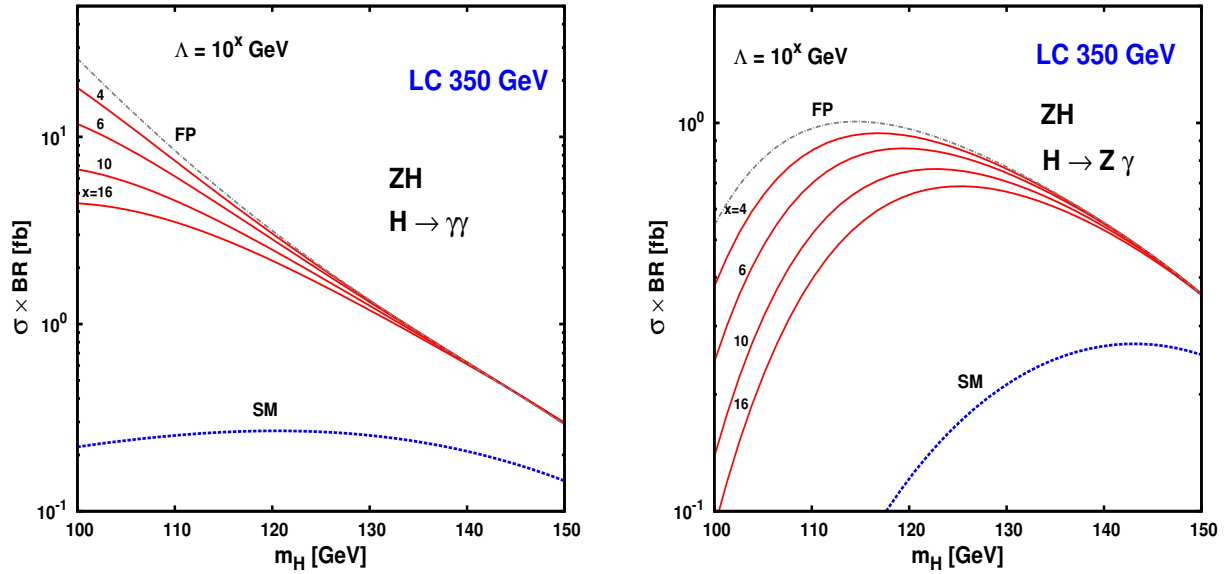 Λ = 10^x GeV
LC 350 GeV
4
FP
6
10
x=16
ZH
H → γγ
SM
10^1
10^0
10^-1
σ × BR [fb]
100 110 120 130 140 150
m_H [GeV]
Λ = 10^x GeV
LC 350 GeV
FP
ZH
H → Z γ
x=4
6
10
16
SM
10^0
10^-1
σ × BR [fb]
100 110 120 130 140 150
m_H [GeV]